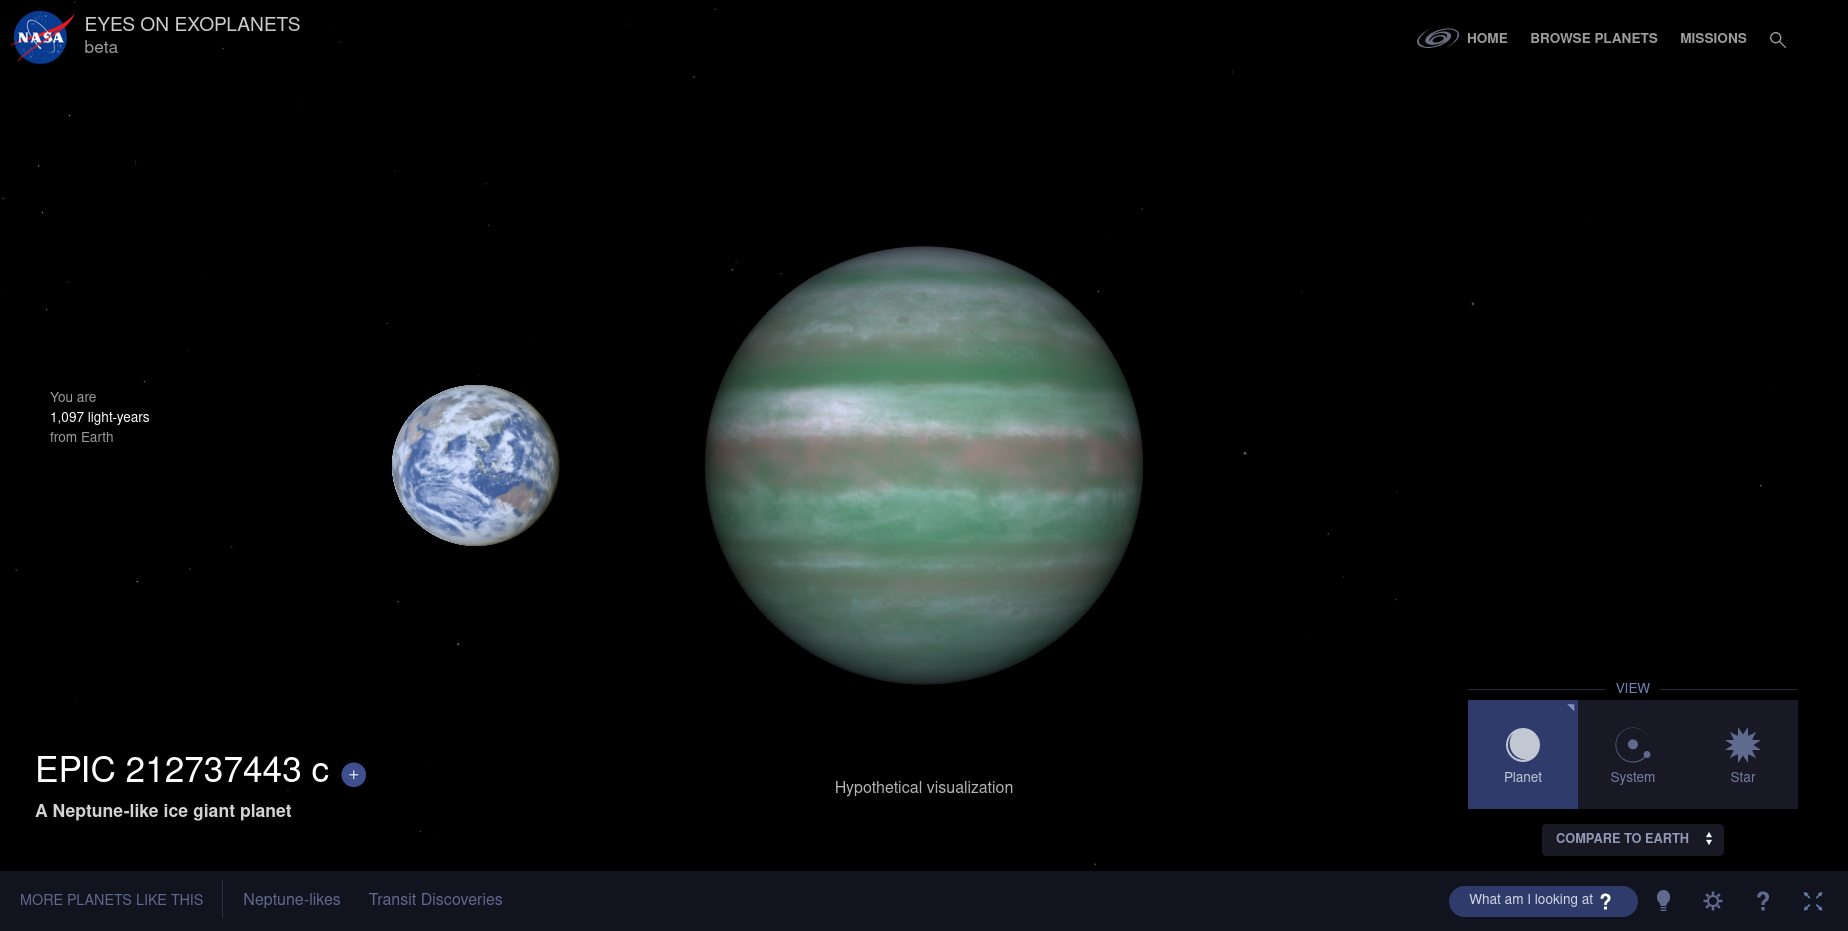 NASA
EYES ON EXOPLANETS
beta
HOME
BROWSE PLANETS
MISSIONS
You are
1,097 light-years
from Earth
EPIC 212737443 c +
A Neptune-like ice giant planet
Hypothetical visualization
VIEW
Planet
System
Star
COMPARE TO EARTH
MORE PLANETS LIKE THIS
Neptune-likes
Transit Discoveries
What am I looking at ?
?